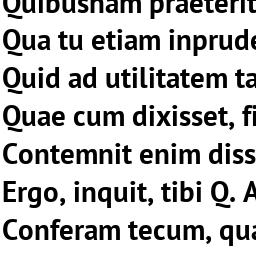 Quibusnam praeterit
Qua tu etiam inprude
Quid ad utilitatem ta
Quae cum dixisset, fi
Contemnit enim diss
Ergo, inquit, tibi Q. A
Conferam tecum, qua